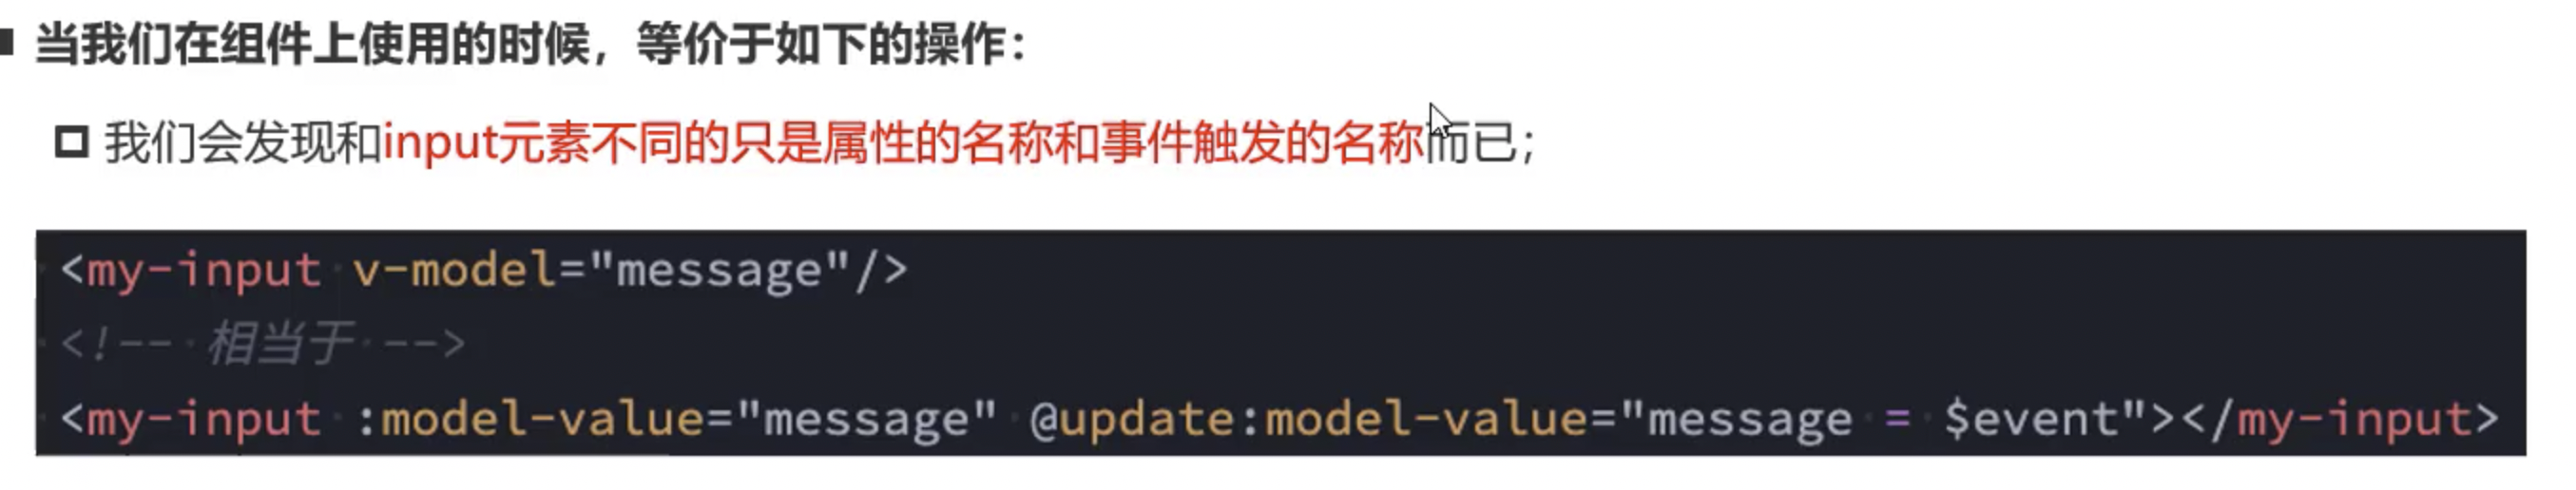 当我们在组件上使用的时候，等价于如下的操作：
我们会发现和input元素不同的只是属性的名称和事件触发的名称而已；
<my-input v-model="message"/>
<!-- 相当于 -->
<my-input :model-value="message" @update:model-value="message = $event"></my-input>